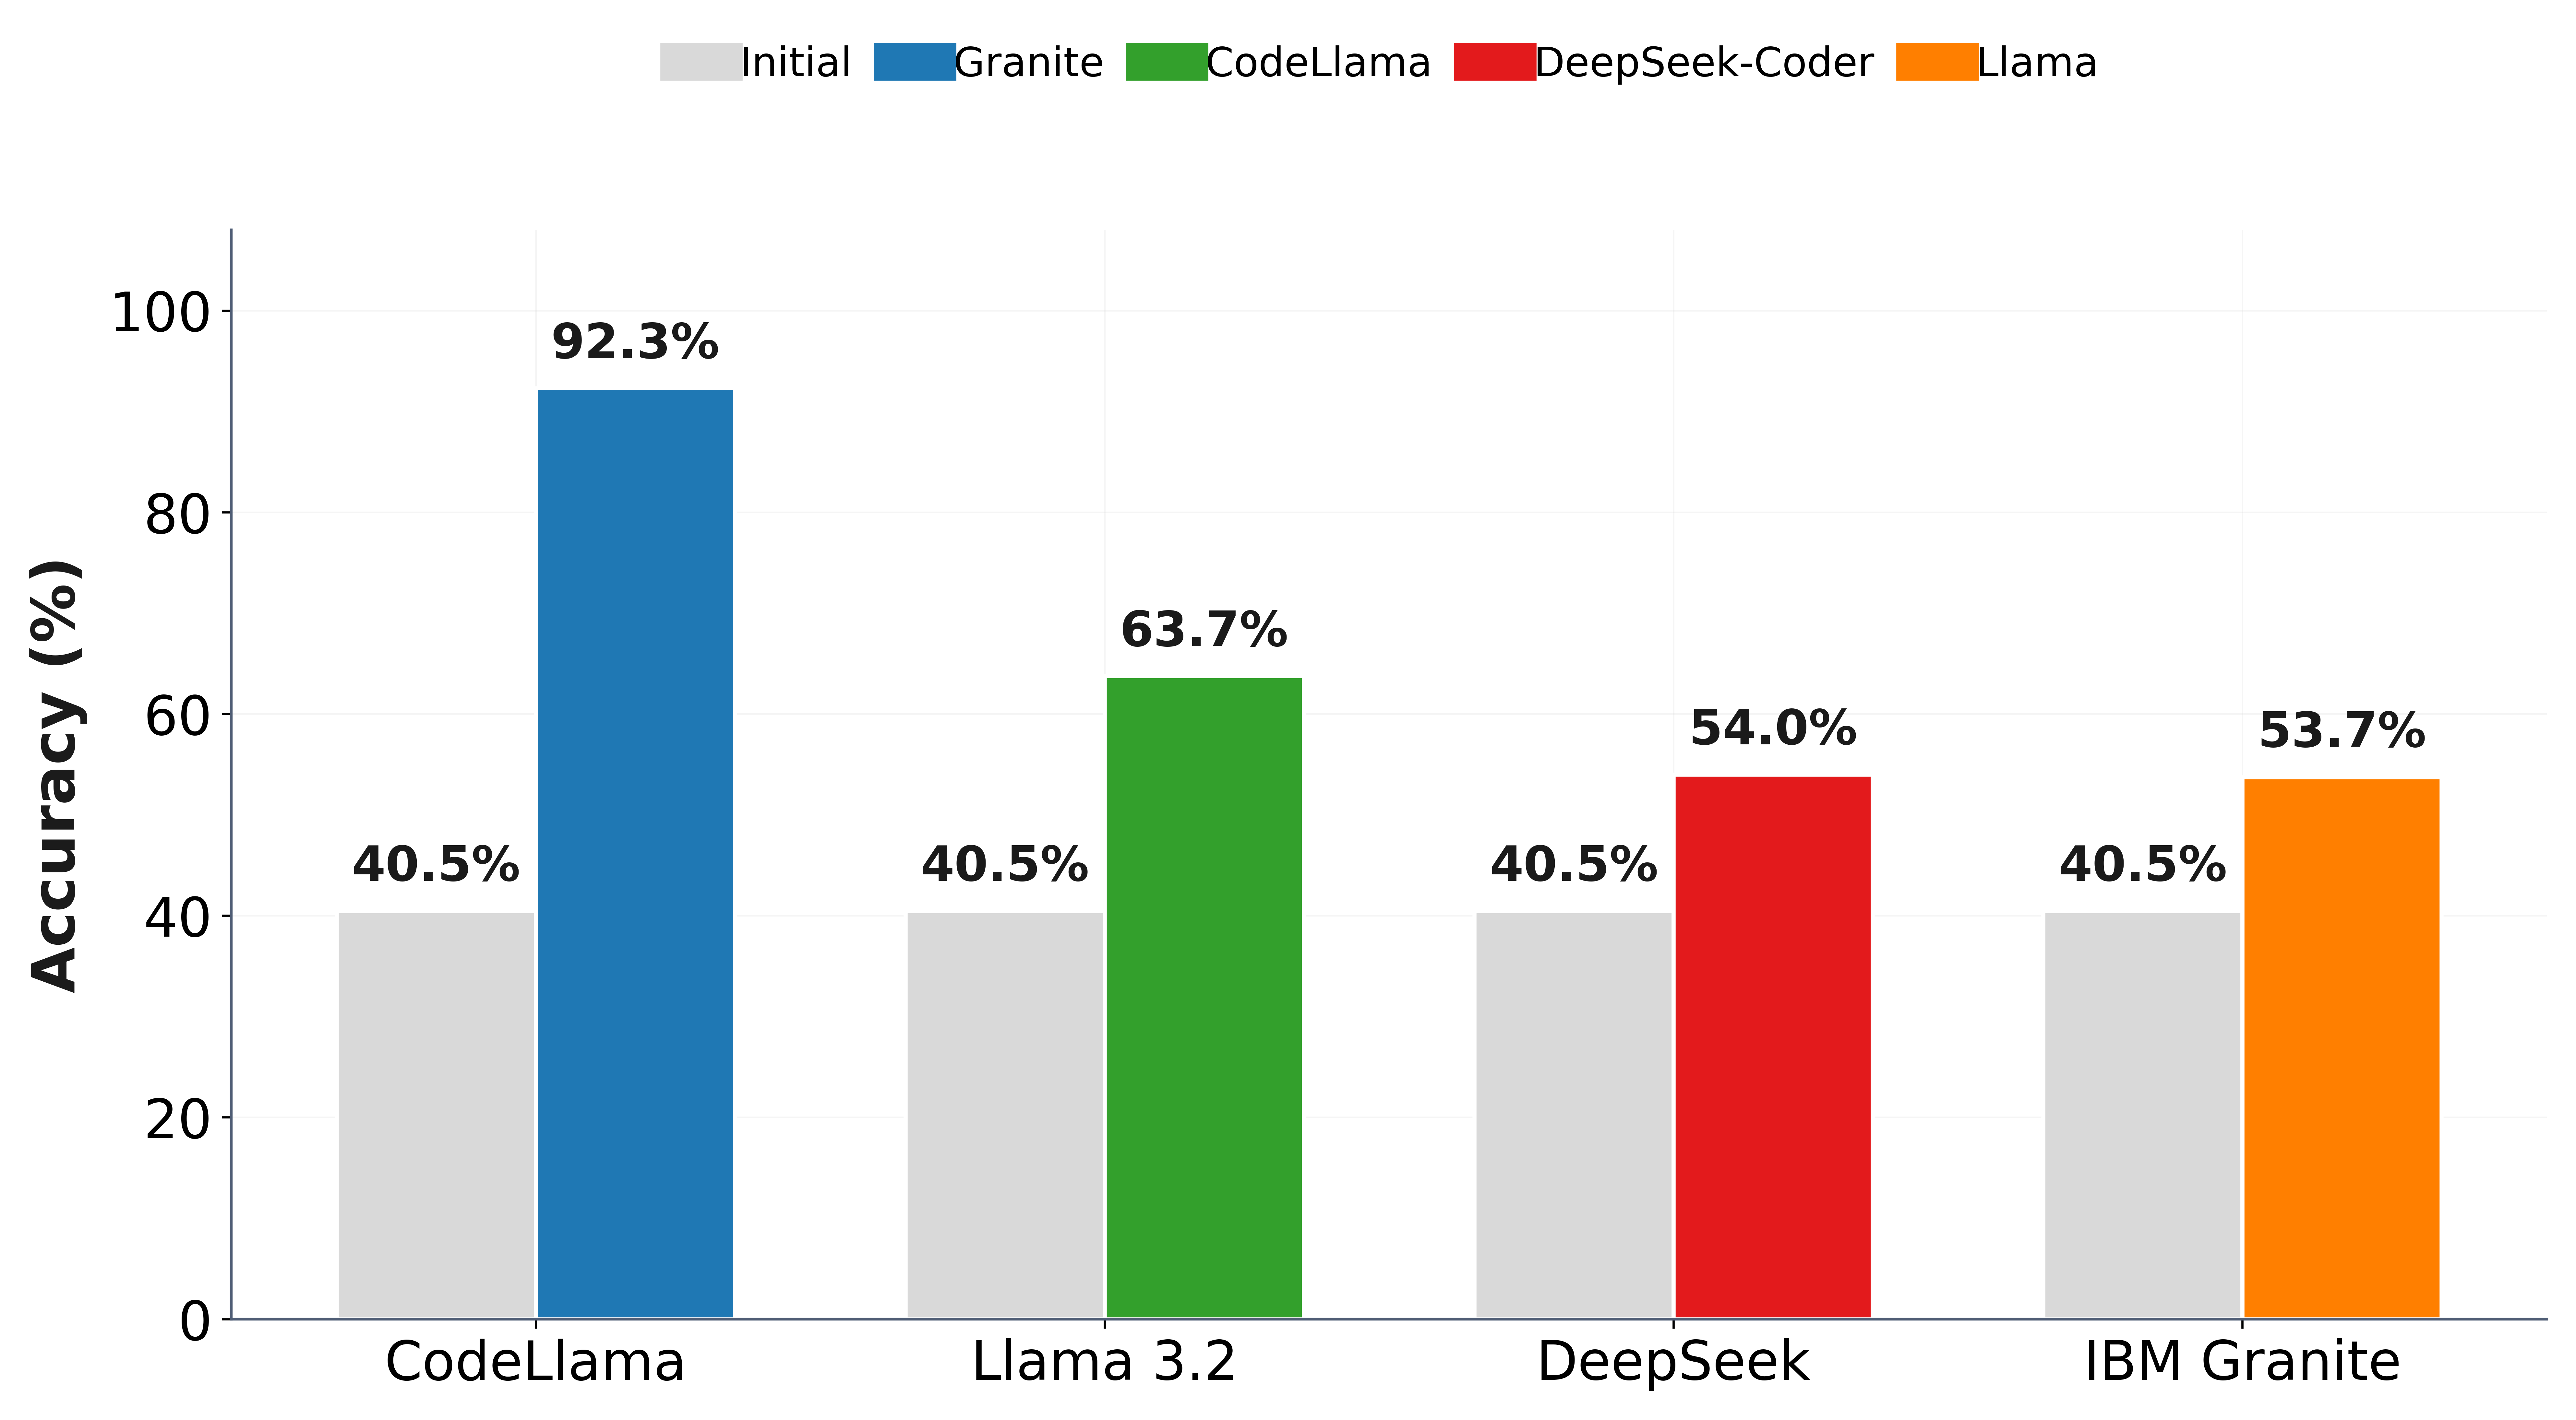 Initial Granite CodeLlama DeepSeek-Coder Llama
Accuracy (%)
100
80
60
40
20
0
92.3%
63.7%
54.0%
53.7%
40.5%
40.5%
40.5%
40.5%
CodeLlama
Llama 3.2
DeepSeek
IBM Granite